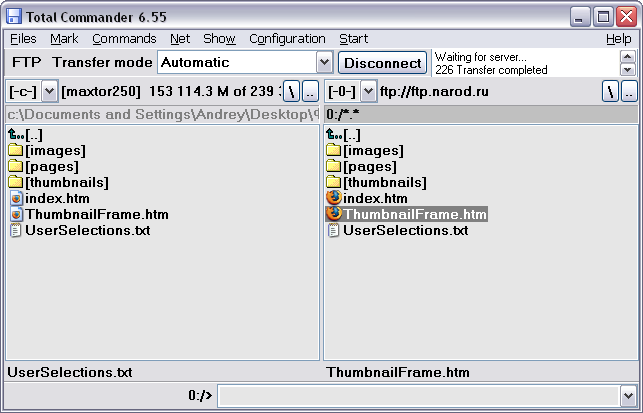 Total Commander 6.55
Files Mark Commands Net Show Configuration Start Help
FTP Transfer mode Automatic Disconnect
Waiting for server...
226 Transfer completed
[-c-] [maxtor250] 153 114.3 M of 239 \ ..
[-0-] ftp://ftp.narod.ru \ ..
c:\Documents and Settings\Andrey\Desktop\
0:/*.*
[..]
[images]
[pages]
[thumbnails]
index.htm
ThumbnailFrame.htm
UserSelections.txt
[..]
[images]
[pages]
[thumbnails]
index.htm
ThumbnailFrame.htm
UserSelections.txt
UserSelections.txt
ThumbnailFrame.htm
0:/>